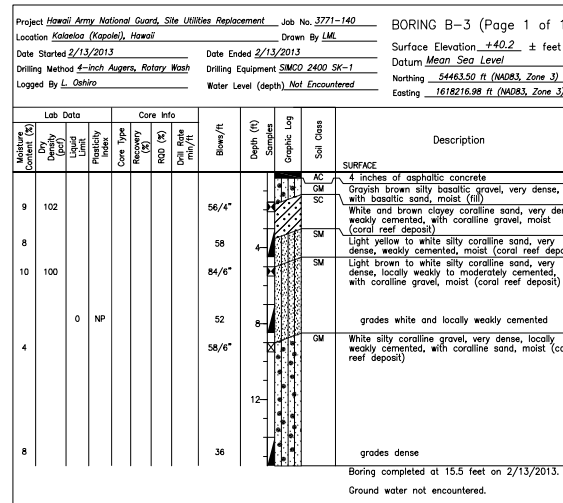 Project Hawaii Army National Guard, Site Utilities Replacement Job No. 3771-140
Location Kalaeloa (Kapolei), Hawaii Drawn By LML
Date Started 2/13/2013 Date Ended 2/13/2013
Drilling Method 4-inch Augers, Rotary Wash Drilling Equipment SIMCO 2400 SK-1
Logged By L. Oshiro Water Level (depth) Not Encountered
BORING B-3 (Page 1 of 1
Surface Elevation +40.2 ± feet
Datum Mean Sea Level
Northing 54463.50 ft (NAD83, Zone 3)
Easting 1618216.98 ft (NAD83, Zone 3)
Lab Data Core Info
Moisture Content (%)
Dry Density (pcf)
Liquid Limit
Plasticity Index
Core Type
Recovery (%)
RQD (%)
Drill Rate min/ft
Blows/ft
Depth (ft)
Samples
Graphic Log
Soil Class
Description
SURFACE
AC 4 inches of asphaltic concrete
GM Grayish brown silty basaltic gravel, very dense,
with basaltic sand, moist (fill)
9 102 56/4"
SC White and brown clayey coralline sand, very
weakly cemented, with coralline gravel, moist
(coral reef deposit)
8 58 4
SM Light yellow to white silty coralline sand, very
dense, weakly cemented, moist (coral reef
10 100 84/6"
SM Light brown to white silty coralline sand, very
dense, locally weakly to moderately cemented,
with coralline gravel, moist (coral reef deposit)
0 NP 52 8
grades white and locally weakly cemented
4 58/6"
GM White silty coralline gravel, very dense, locally
weakly cemented, with coralline sand, moist
reef deposit)
12
8 36
grades dense
Boring completed at 15.5 feet on 2/13/2013.
Ground water not encountered.